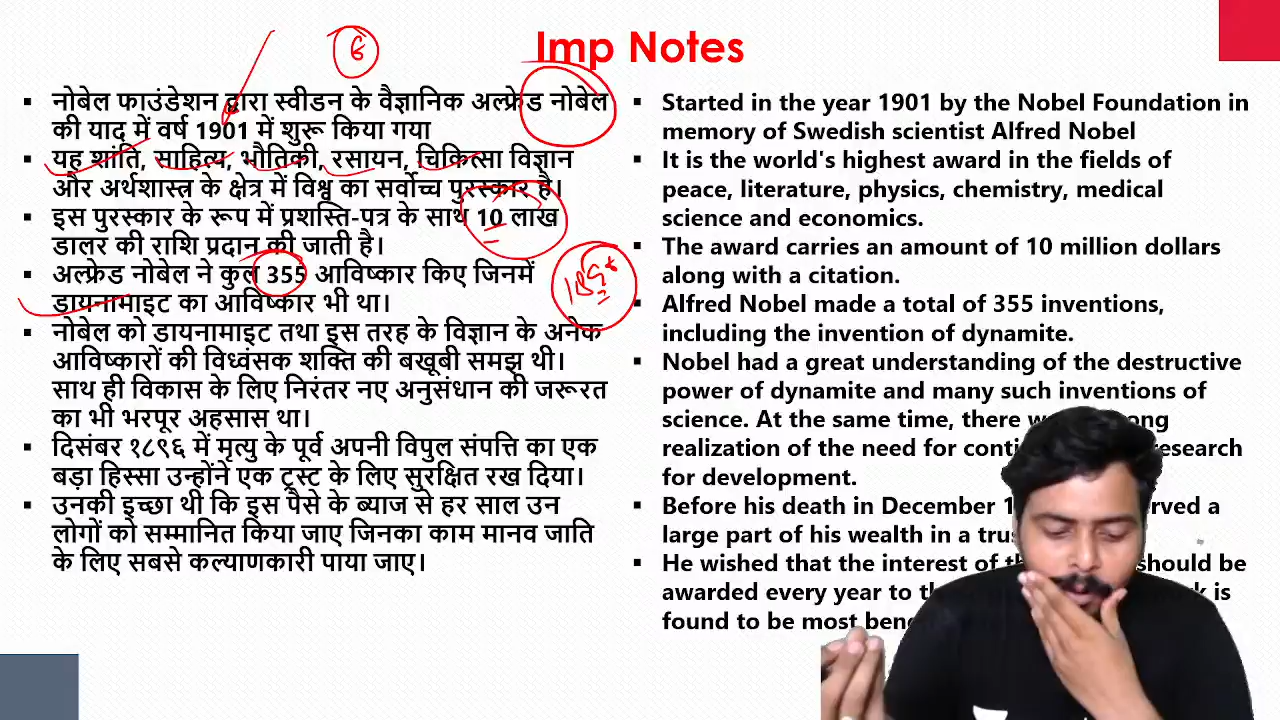 Imp Notes
6
▪ नोबेल फाउंडेशन द्वारा स्वीडन के वैज्ञानिक अल्फ्रेड नोबेल
की याद में वर्ष 1901 में शुरू किया गया
▪ यह शांति, साहित्य, भौतिकी, रसायन, चिकित्सा विज्ञान
और अर्थशास्त्र के क्षेत्र में विश्व का सर्वोच्च पुरस्कार है।
▪ इस पुरस्कार के रूप में प्रशस्ति-पत्र के साथ 10 लाख
डालर की राशि प्रदान की जाती है।
▪ अल्फ्रेड नोबेल ने कुल 355 आविष्कार किए जिनमें
डायनामाइट का आविष्कार भी था।
▪ नोबेल को डायनामाइट तथा इस तरह के विज्ञान के अनेक
आविष्कारों की विध्वंसक शक्ति की बखूबी समझ थी।
साथ ही विकास के लिए निरंतर नए अनुसंधान की जरूरत
का भी भरपूर अहसास था।
▪ दिसंबर १८९६ में मृत्यु के पूर्व अपनी विपुल संपत्ति का एक
बड़ा हिस्सा उन्होंने एक ट्रस्ट के लिए सुरक्षित रख दिया।
▪ उनकी इच्छा थी कि इस पैसे के ब्याज से हर साल उन
लोगों को सम्मानित किया जाए जिनका काम मानव जाति
के लिए सबसे कल्याणकारी पाया जाए।
▪ Started in the year 1901 by the Nobel Foundation in
memory of Swedish scientist Alfred Nobel
▪ It is the world's highest award in the fields of
peace, literature, physics, chemistry, medical
science and economics.
▪ The award carries an amount of 10 million dollars
along with a citation.
▪ Alfred Nobel made a total of 355 inventions,
including the invention of dynamite.
▪ Nobel had a great understanding of the destructive
power of dynamite and many such inventions of
science. At the same time, there
realization of the need for research
for development.
▪ Before his death in December a
large part of his wealth in a
▪ He wished that the interest of should be
awarded every year to is
found to be most